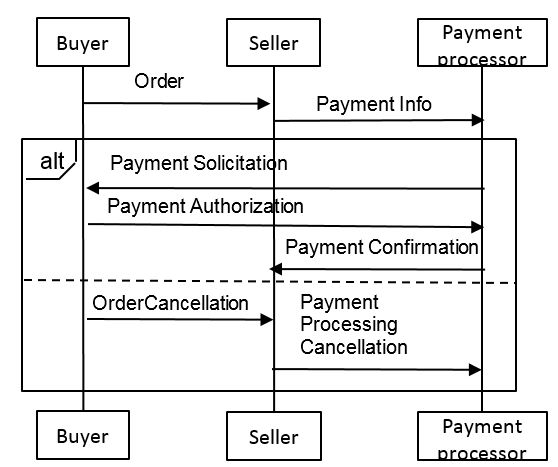 Buyer
Seller
Payment
processor
Order
Payment Info
alt
Payment Solicitation
Payment Authorization
Payment Confirmation
OrderCancellation
Payment
Processing
Cancellation
Buyer
Seller
Payment
processor